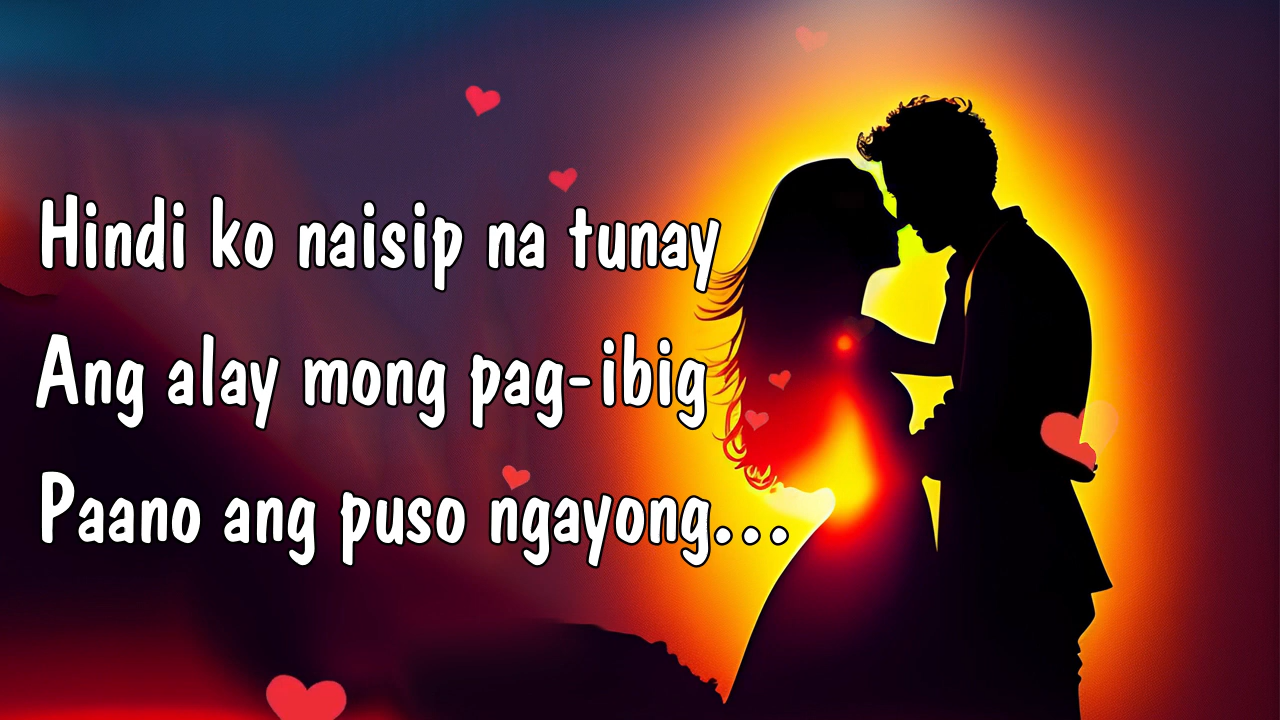 Hindi ko naisip na tunay
Ang alay mong pag-ibig
Paano ang puso ngayong...